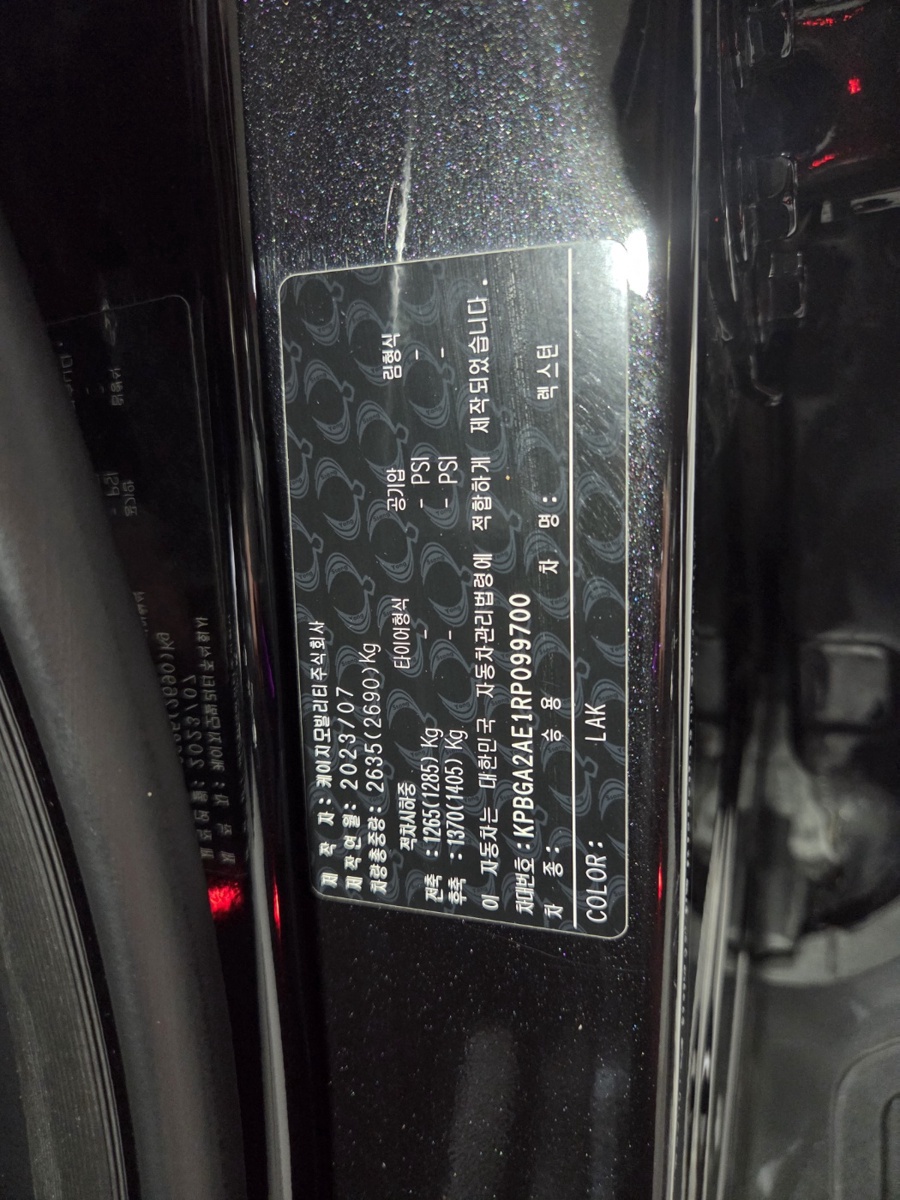 제 작 자 : 케이지모빌리티주식회사
제작연월 : 2023/07
차량총중량 : 2635(2690)Kg
적차시하중 타이어형식 공기압 림형식
전축 : 1265(1285) Kg - - PSI -
후축 : 1370(1405) Kg - - PSI -
이 자동차는 대한민국 자동차관리법령에 적합하게 제작되었습니다.
차대번호 : KPBGA2AE1RP099700
차 종 : 승 용 차 명 : 렉스턴
COLOR : LAK